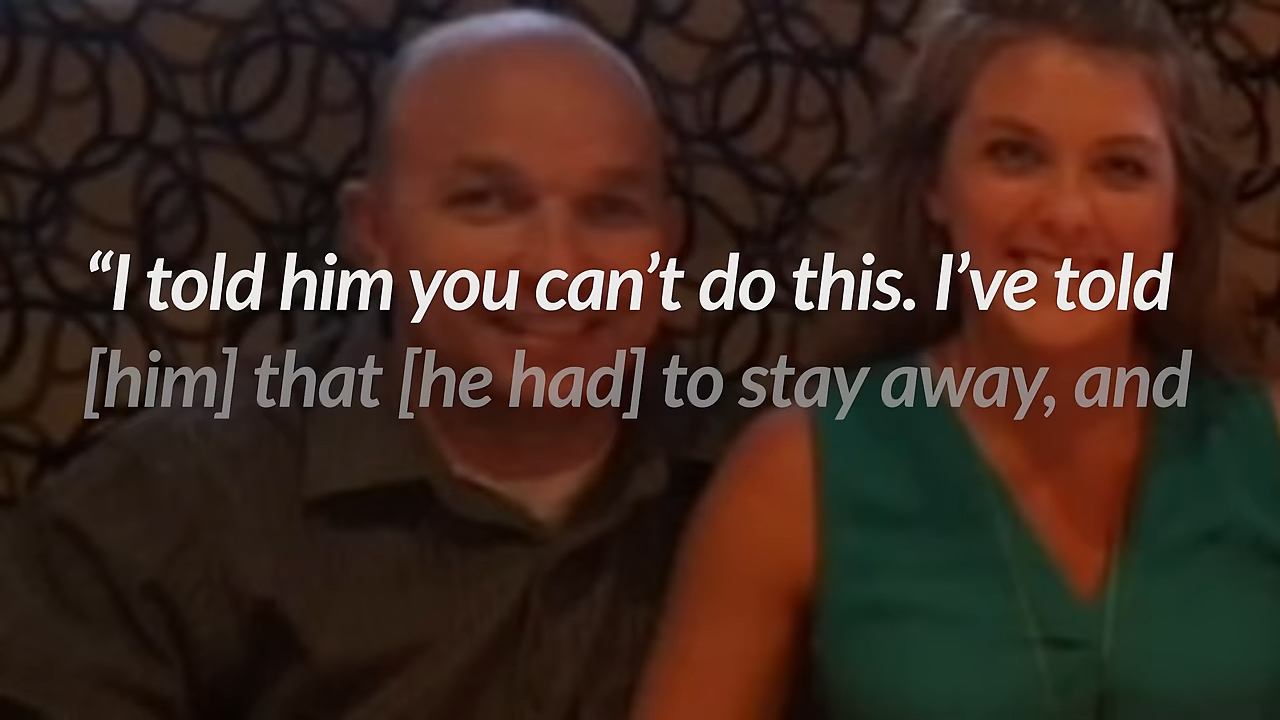 “I told him you can’t do this. I’ve told
[him] that [he had] to stay away, and